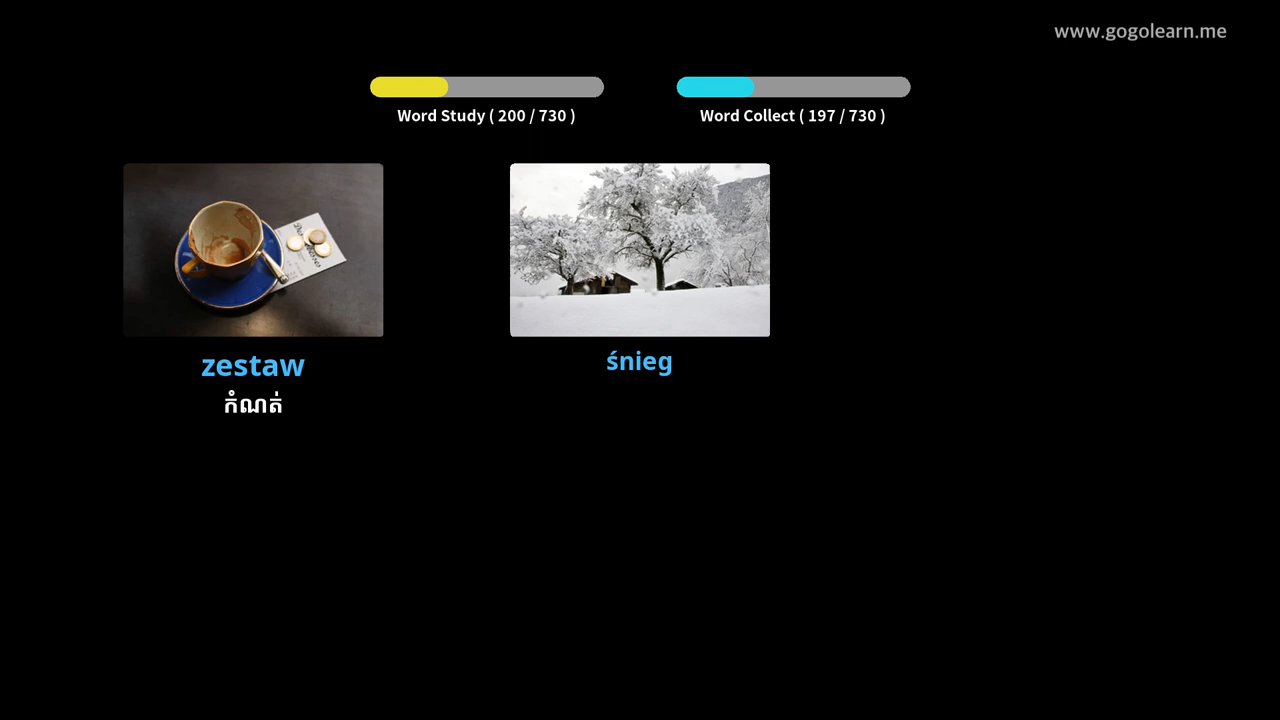 www.gogolearn.me
Word Study ( 200 / 730 )
Word Collect ( 197 / 730 )
zestaw
śnieg
កំណត់